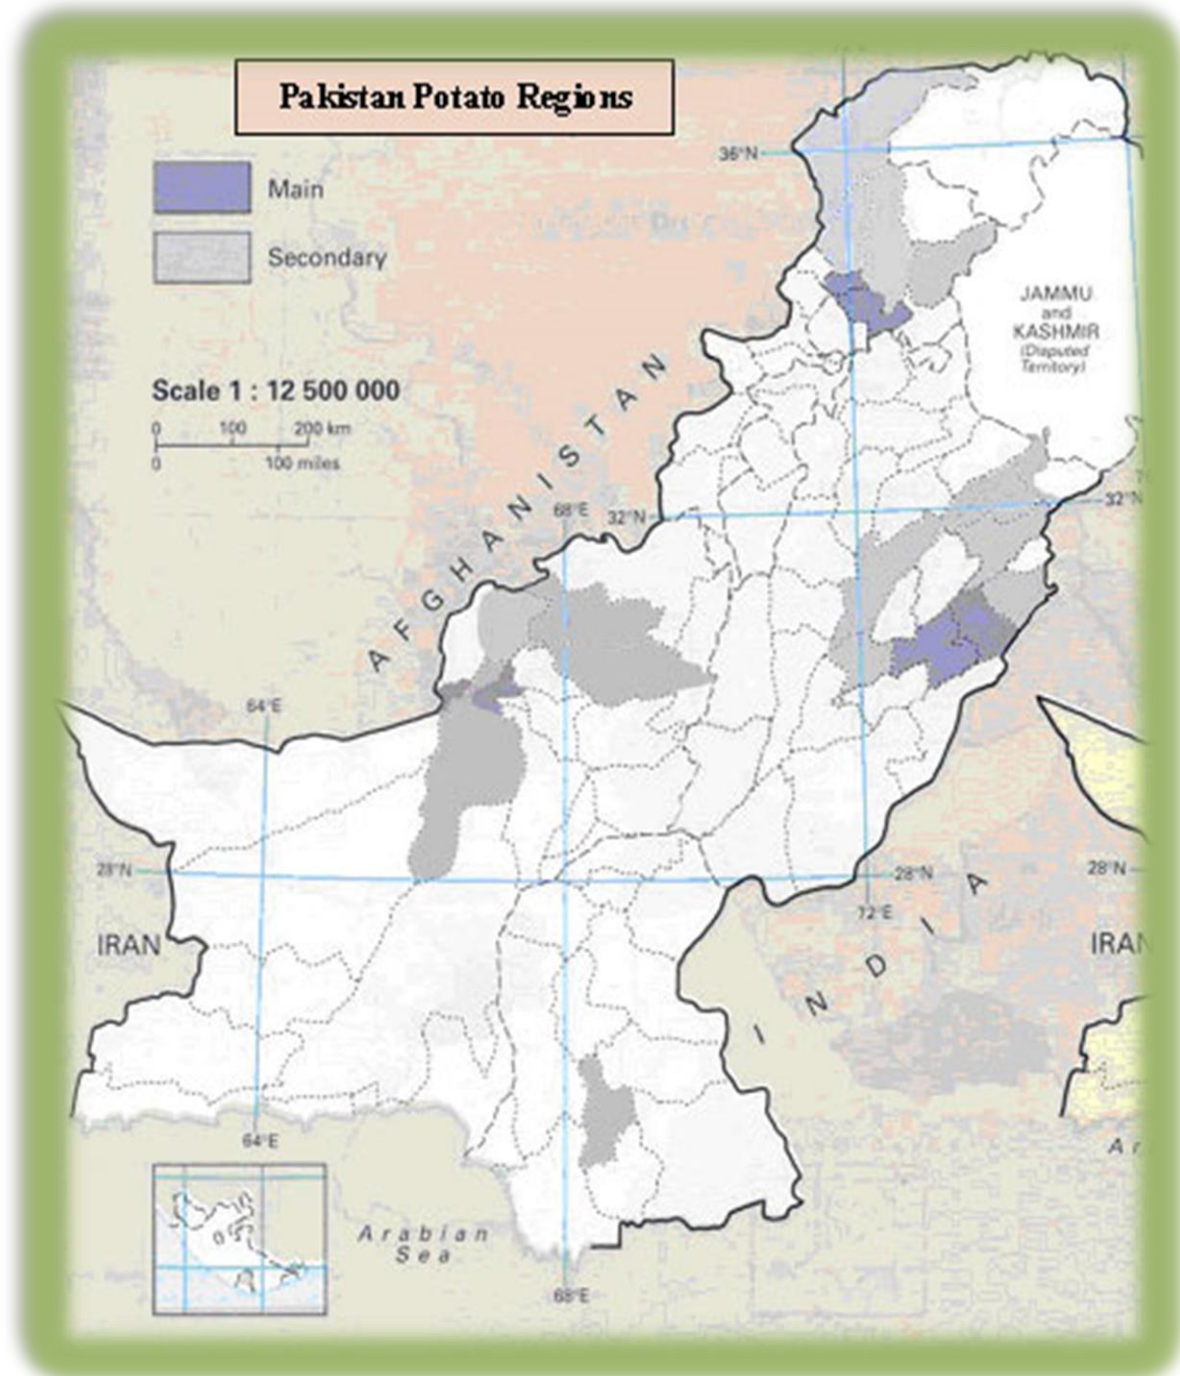 Pakistan Potato Regions
Main
Secondary
36°N
JAMMU
and
KASHMIR
(Disputed
Territory)
Scale 1 : 12 500 000
0 100 200 km
0 100 miles
AFGHANISTAN
68°E
32°N
32°N
64°E
28°N
28°N
28°N
72°E
IRAN
IRAN
INDIA
64°E
Arabian
Sea
68°E